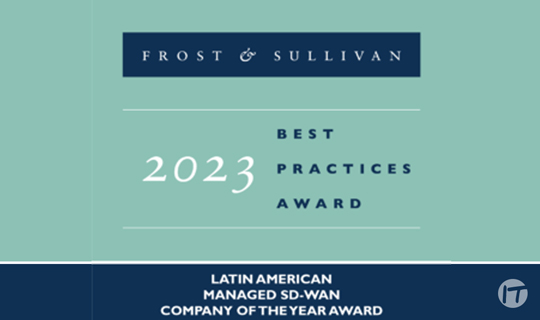 FROST & SULLIVAN
2023
BEST
PRACTICES
AWARD
LATIN AMERICAN
MANAGED SD-WAN
COMPANY OF THE YEAR AWARD
IT